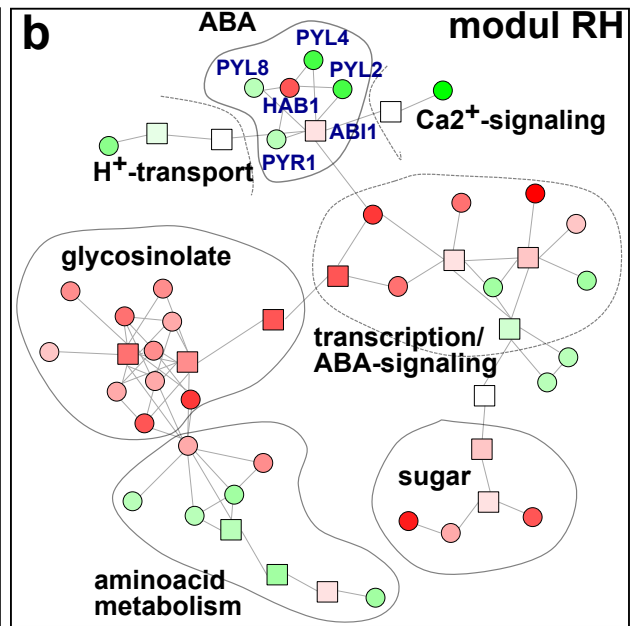 b
ABA
modul RH
PYL4
PYL8
PYL2
HAB1
ABI1
PYR1
Ca2+-signaling
H+-transport
glycosinolate
transcription/
ABA-signaling
sugar
aminoacid
metabolism